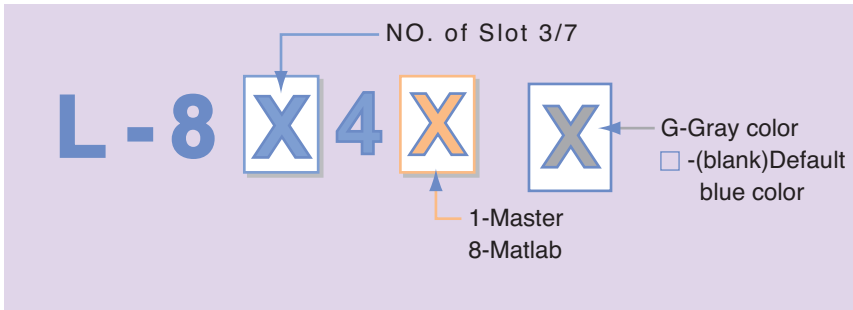 NO. of Slot 3/7
L-8 X 4 X X
G-Gray color
□ -(blank)Default
blue color
1-Master
8-Matlab